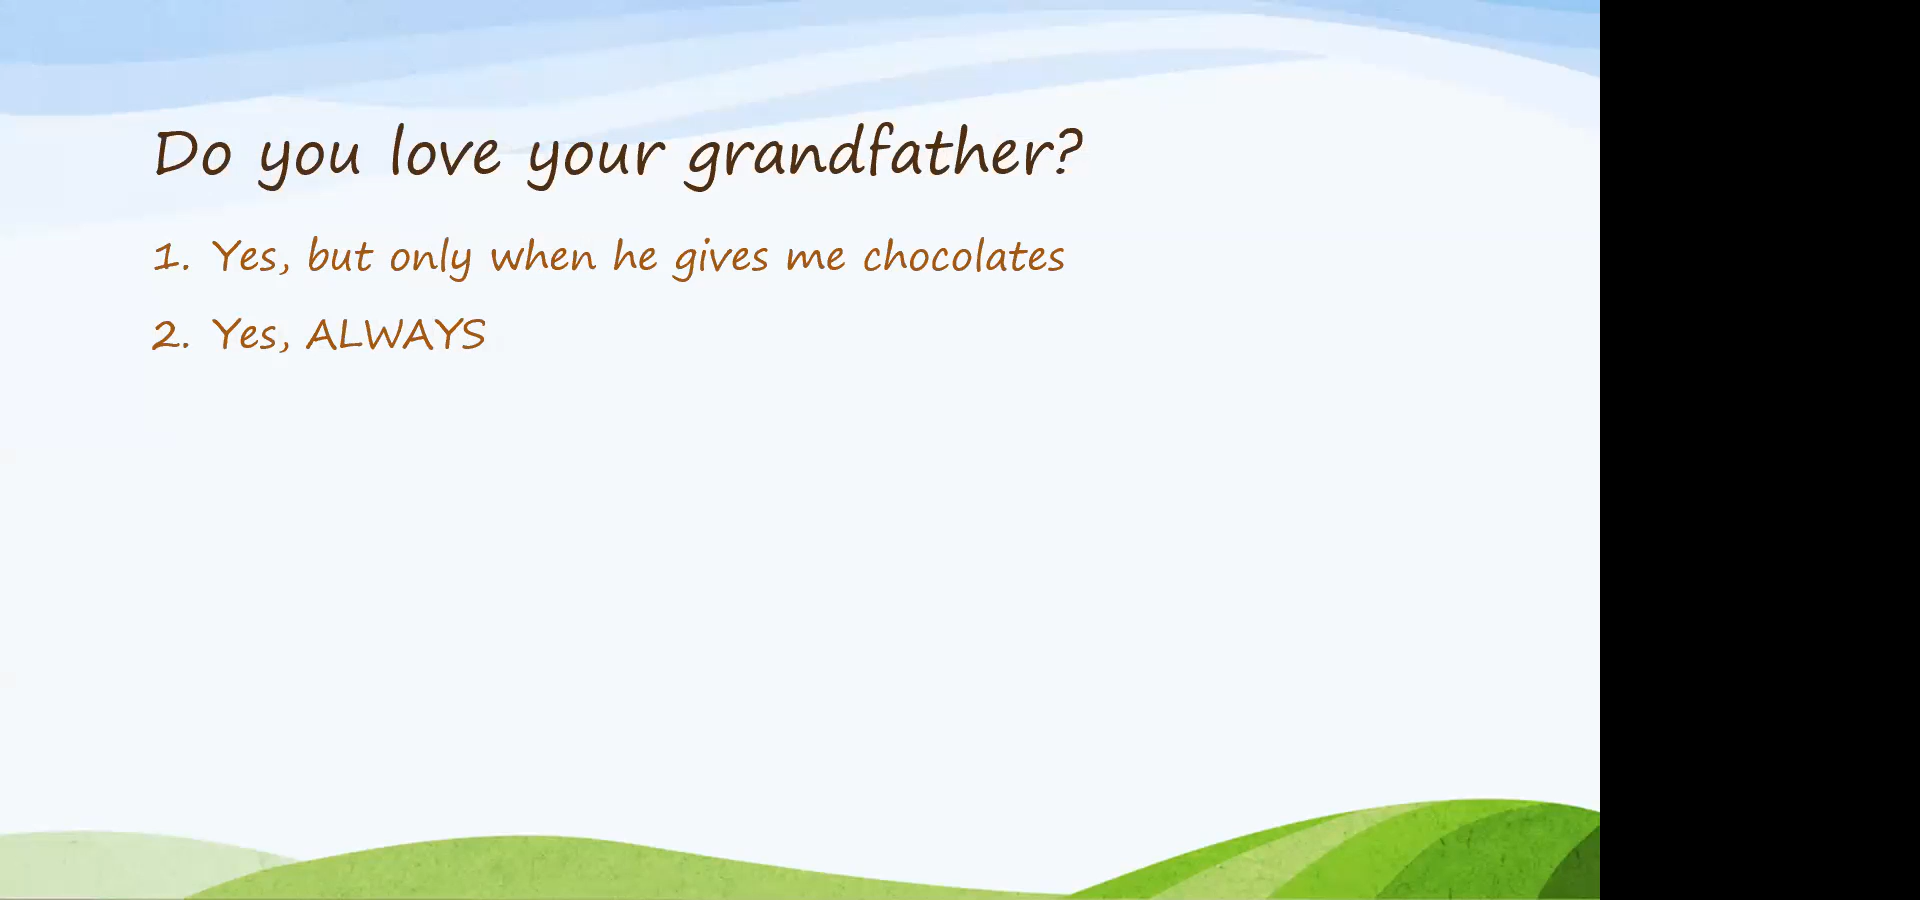 Do you love your grandfather?
1. Yes, but only when he gives me chocolates
2. Yes, ALWAYS